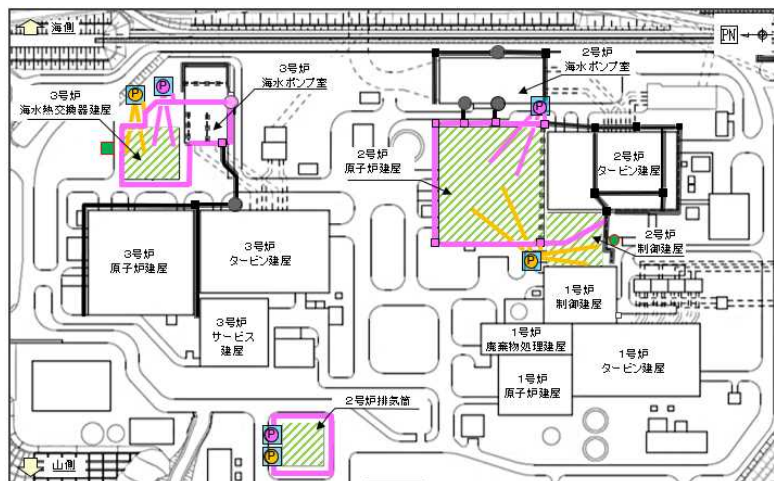 海側
PN
3号炉
海水熱交換器建屋
P
P
3号炉
海水ポンプ室
2号炉
海水ポンプ室
P
2号炉
原子炉建屋
2号炉
タービン建屋
2号炉
制御建屋
P
3号炉
原子炉建屋
3号炉
タービン建屋
3号炉
サービス
建屋
1号炉
制御建屋
1号炉
廃棄物処理建屋
1号炉
原子炉建屋
1号炉
タービン建屋
2号炉排気筒
P
P
山側